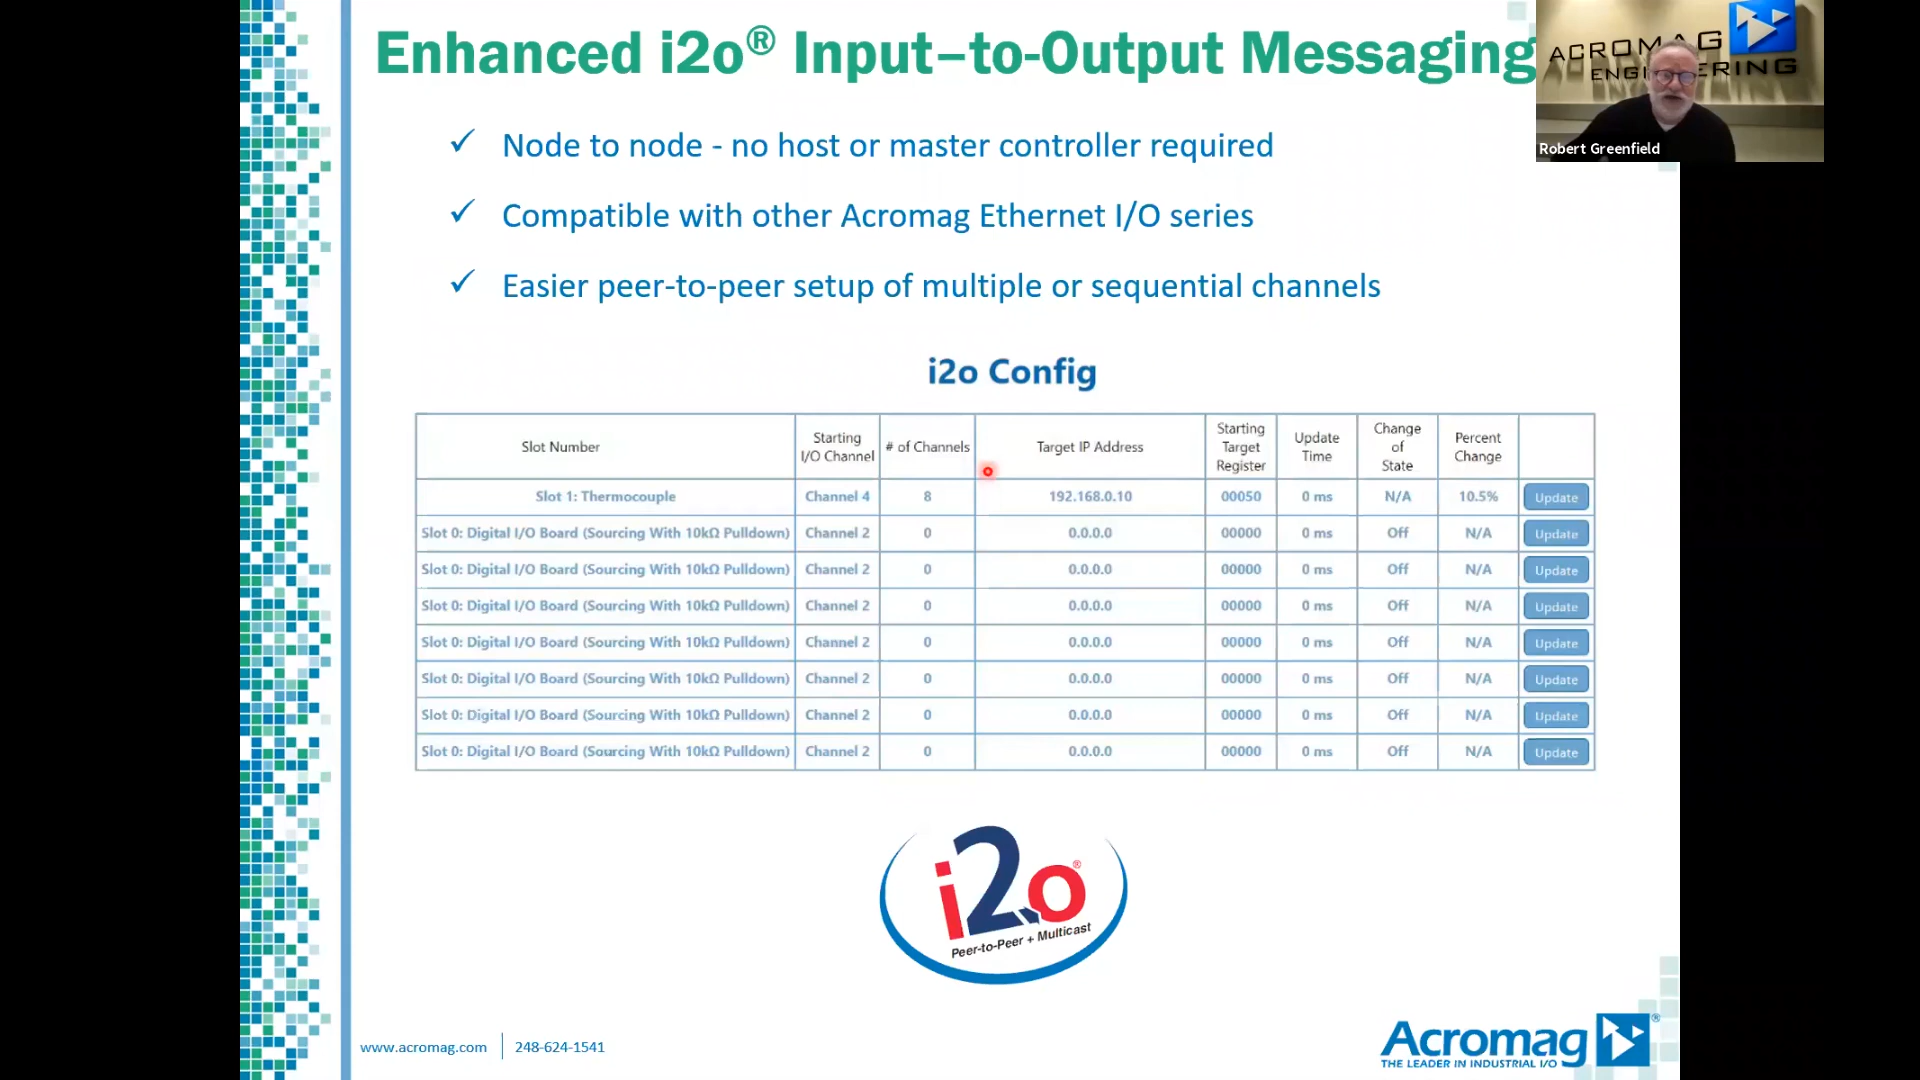 Enhanced i2o® Input–to-Output Messaging
ACROMAG
ENGINEERING
Robert Greenfield
✓ Node to node - no host or master controller required
✓ Compatible with other Acromag Ethernet I/O series
✓ Easier peer-to-peer setup of multiple or sequential channels
i2o Config
Slot Number Starting I/O Channel # of Channels Target IP Address Starting Target Register Update Time Change of State Percent Change
Slot 1: Thermocouple Channel 4 8 192.168.0.10 00050 0 ms N/A 10.5% Update
Slot 0: Digital I/O Board (Sourcing With 10kΩ Pulldown) Channel 2 0 0.0.0.0 00000 0 ms Off N/A Update
Slot 0: Digital I/O Board (Sourcing With 10kΩ Pulldown) Channel 2 0 0.0.0.0 00000 0 ms Off N/A Update
Slot 0: Digital I/O Board (Sourcing With 10kΩ Pulldown) Channel 2 0 0.0.0.0 00000 0 ms Off N/A Update
Slot 0: Digital I/O Board (Sourcing With 10kΩ Pulldown) Channel 2 0 0.0.0.0 00000 0 ms Off N/A Update
Slot 0: Digital I/O Board (Sourcing With 10kΩ Pulldown) Channel 2 0 0.0.0.0 00000 0 ms Off N/A Update
Slot 0: Digital I/O Board (Sourcing With 10kΩ Pulldown) Channel 2 0 0.0.0.0 00000 0 ms Off N/A Update
Slot 0: Digital I/O Board (Sourcing With 10kΩ Pulldown) Channel 2 0 0.0.0.0 00000 0 ms Off N/A Update
i2o®
Peer-to-Peer + Multicast
www.acromag.com 248-624-1541
Acromag®
THE LEADER IN INDUSTRIAL I/O